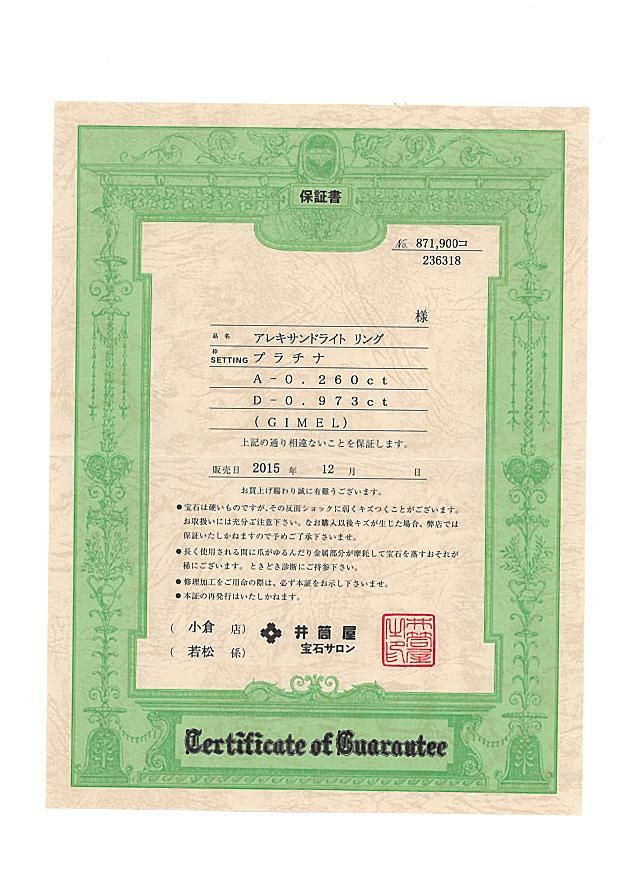 保証書
No. 871,900コ
236318
様
品名 アレキサンドライト リング
枠 SETTING プラチナ
A-0.260ct
D-0.973ct
(GIMEL)
上記の通り相違ないことを保証します。
販売日 2015 年 12 月 日
お買上げ賜わり誠に有難うございます。
●宝石は硬いものですが、その反面ショックに弱くキズつくことがございます。
お取扱いには充分ご注意下さい。なお購入以後キズが生じた場合、弊店では
保証いたしかねますので予めご了承下さいませ。
●長く使用される間に爪がゆるんだり金属部分が摩耗して宝石を落すおそれが
稀にございます。ときどき診断にご持参下さい。
●修理加工をご用命の際は、必ず本証をお示し下さいませ。
●本証の再発行はいたしかねます。
(小倉 店) 井筒屋
(若松 係) 宝石サロン
井筒屋之印
Certificate of Guarantee